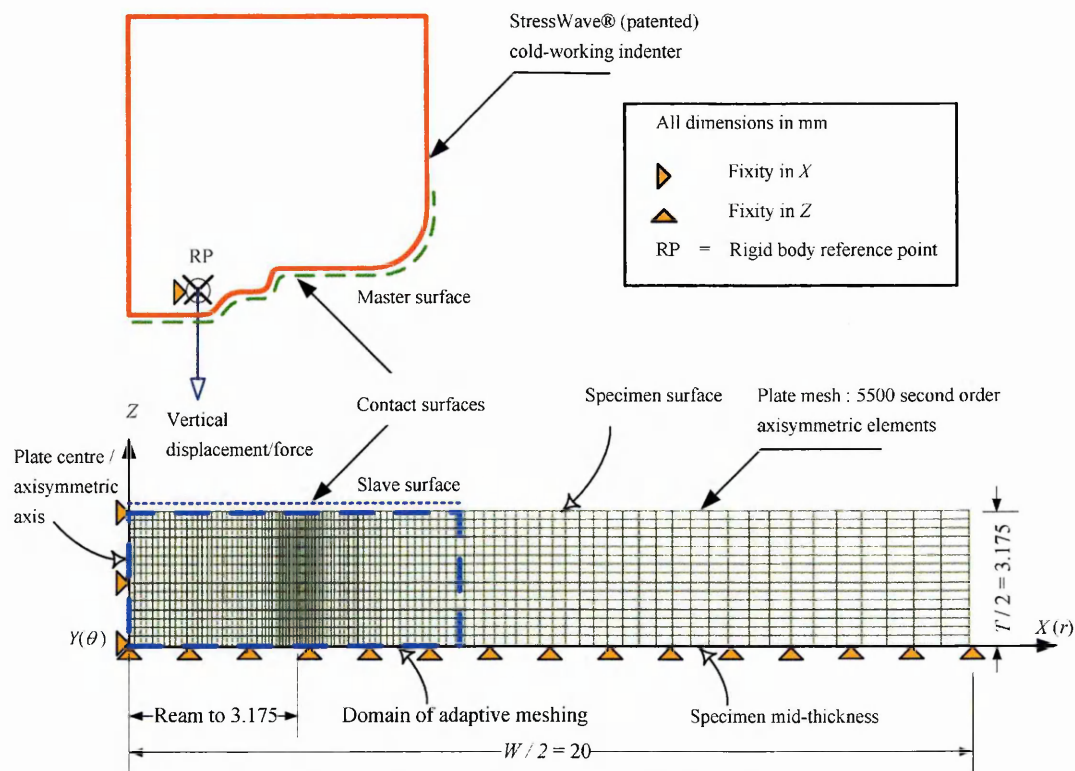 StressWave® (patented)
cold-working indenter
All dimensions in mm
Fixity in X
Fixity in Z
RP = Rigid body reference point
RP
Master surface
Z
Vertical
displacement/force
Contact surfaces
Specimen surface
Plate mesh : 5500 second order
axisymmetric elements
Plate centre /
axisymmetric
axis
Slave surface
T / 2 = 3.175
Y(θ)
X(r)
Ream to 3.175
Domain of adaptive meshing
Specimen mid-thickness
W / 2 = 20